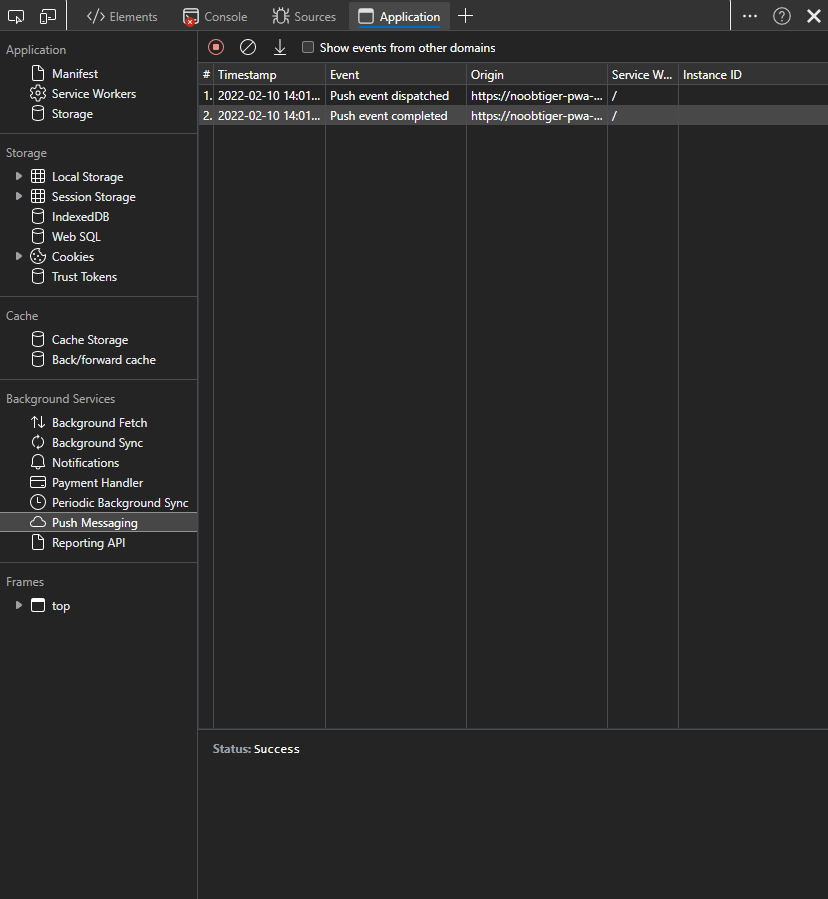 Elements Console Sources Application
Application
Manifest
Service Workers
Storage
Storage
Local Storage
Session Storage
IndexedDB
Web SQL
Cookies
Trust Tokens
Cache
Cache Storage
Back/forward cache
Background Services
Background Fetch
Background Sync
Notifications
Payment Handler
Periodic Background Sync
Push Messaging
Reporting API
Frames
top
Show events from other domains
# Timestamp Event Origin Service W... Instance ID
1. 2022-02-10 14:01... Push event dispatched https://noobtiger-pwa-... /
2. 2022-02-10 14:01... Push event completed https://noobtiger-pwa-... /
Status: Success